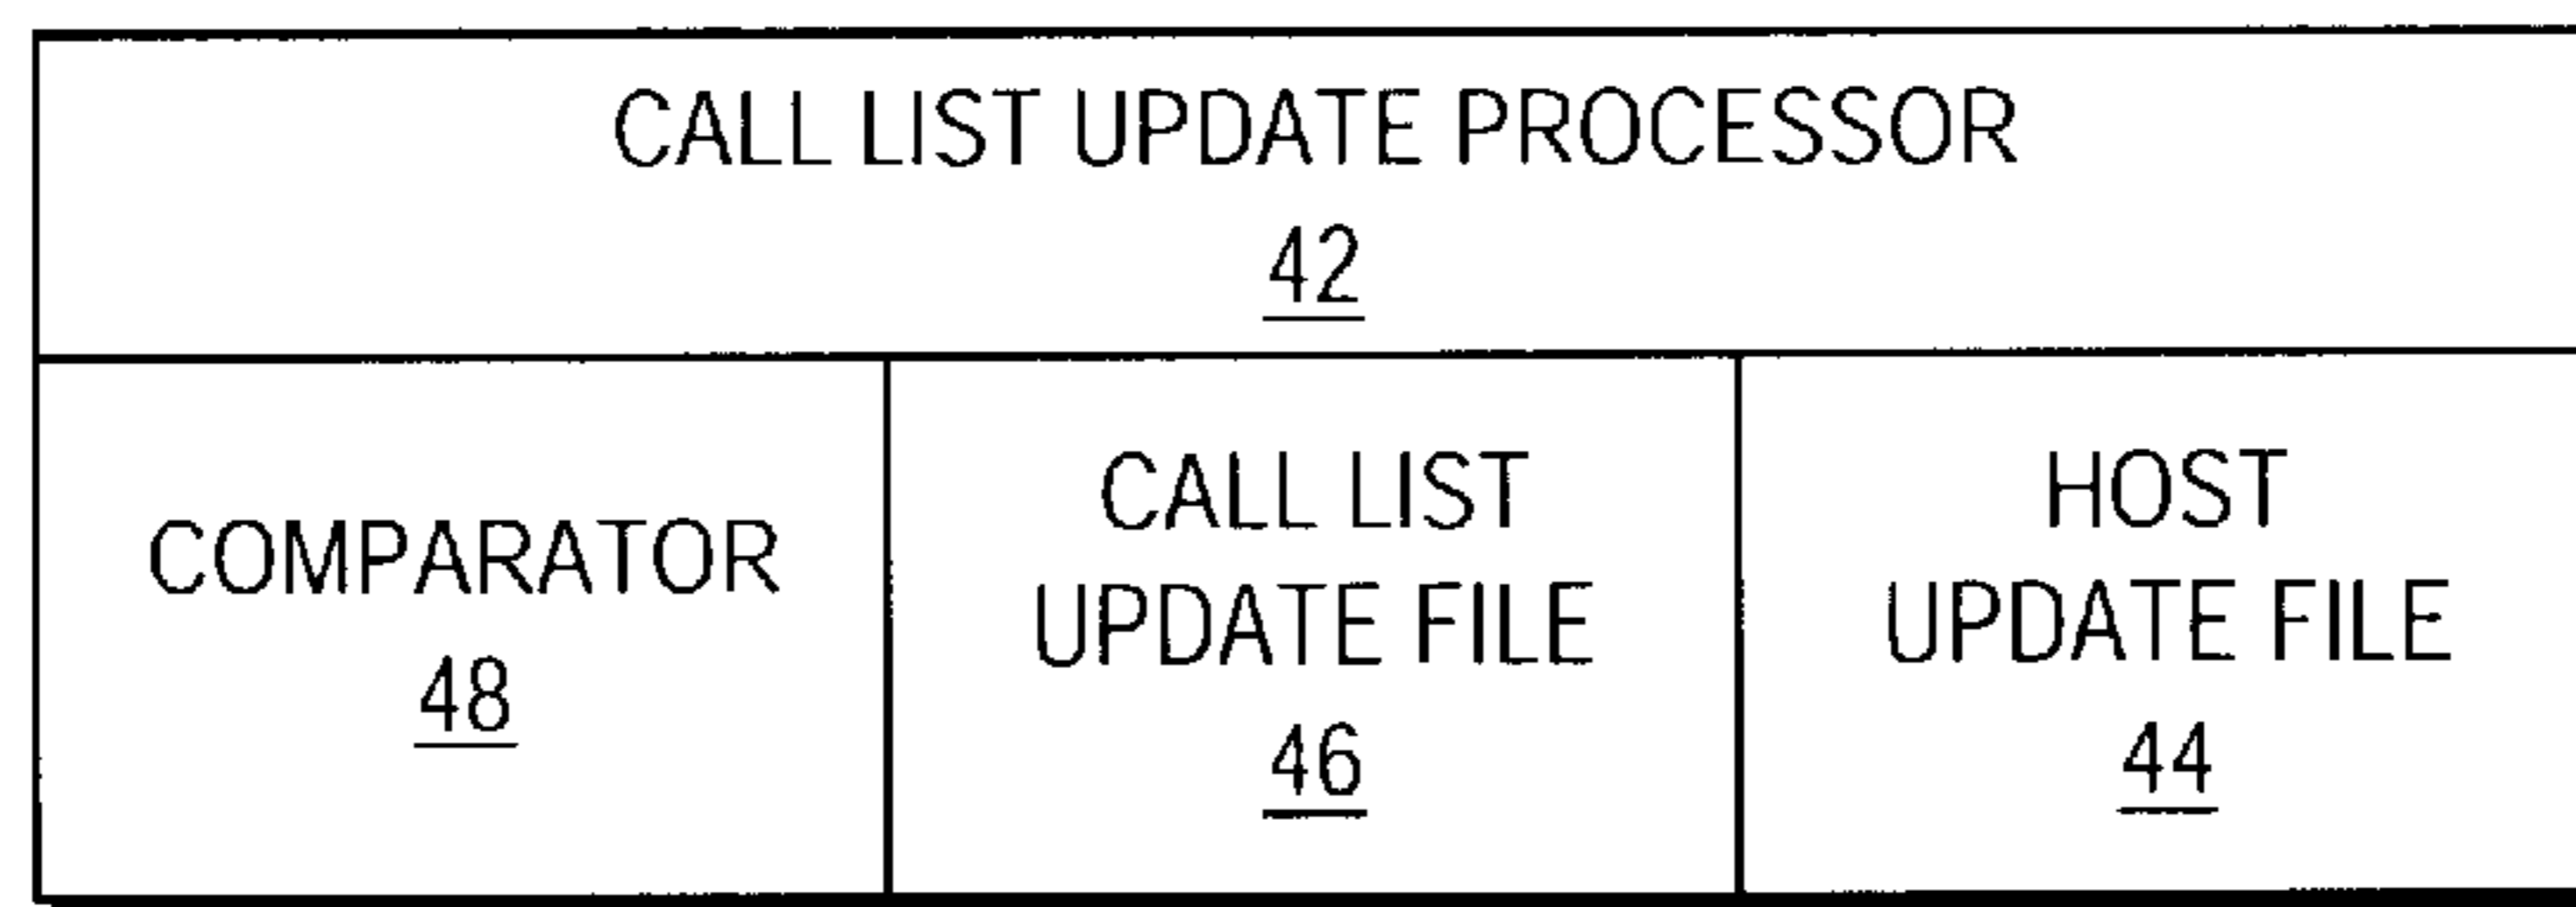 CALL LIST UPDATE PROCESSOR
42
COMPARATOR
48
CALL LIST
UPDATE FILE
46
HOST
UPDATE FILE
44